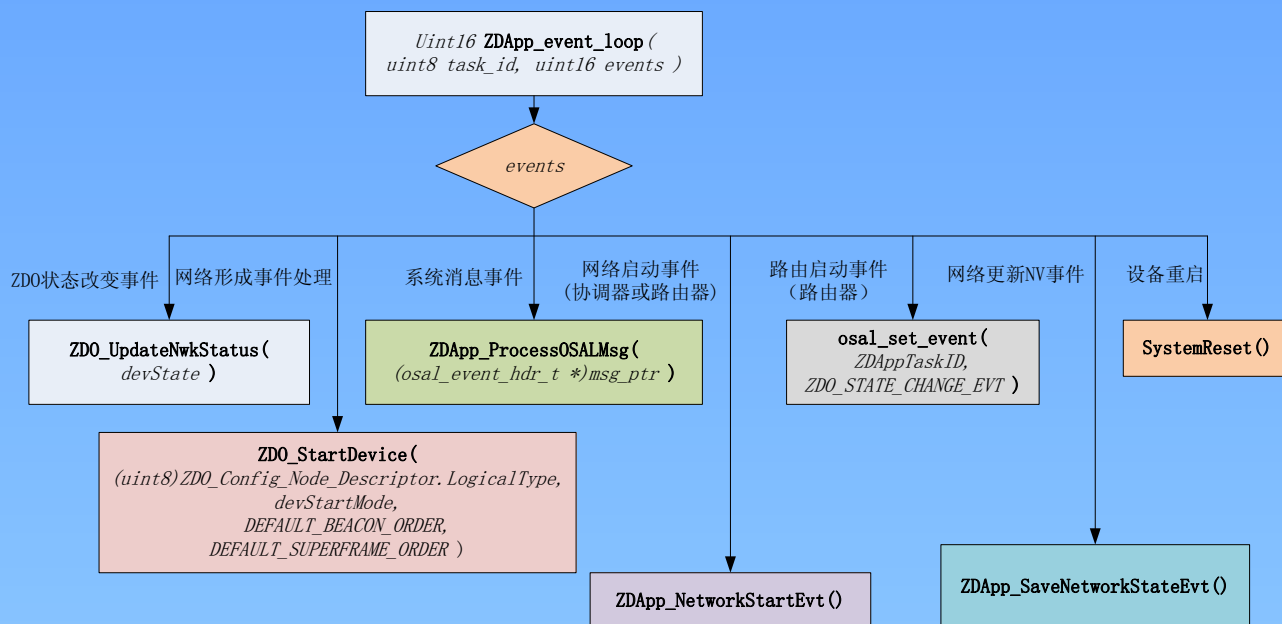 Uint16 ZDApp_event_loop(
uint8 task_id, uint16 events )
events
ZDO状态改变事件
网络形成事件处理
系统消息事件
网络启动事件
(协调器或路由器)
路由启动事件
（路由器）
网络更新NV事件
设备重启
ZDO_UpdateNwkStatus(
devState )
ZDApp_ProcessOSALMsg(
(osal_event_hdr_t *)msg_ptr )
osal_set_event(
ZDAppTaskID,
ZDO_STATE_CHANGE_EVT )
SystemReset()
ZDO_StartDevice(
(uint8)ZDO_Config_Node_Descriptor.LogicalType,
devStartMode,
DEFAULT_BEACON_ORDER,
DEFAULT_SUPERFRAME_ORDER )
ZDApp_NetworkStartEvt()
ZDApp_SaveNetworkStateEvt()